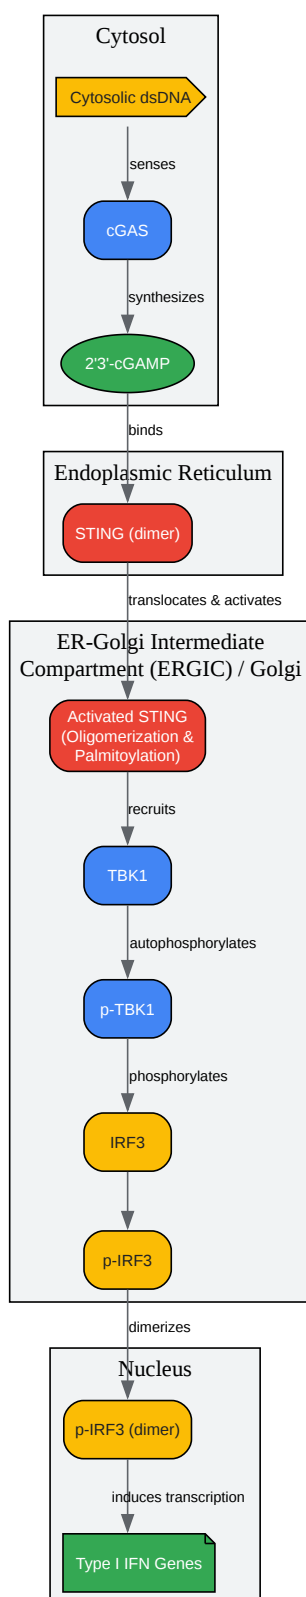 Cytosol
Cytosolic dsDNA
senses
cGAS
synthesizes
2'3'-cGAMP
binds
Endoplasmic Reticulum
STING (dimer)
translocates & activates
ER-Golgi Intermediate
Compartment (ERGIC) / Golgi
Activated STING
(Oligomerization &
Palmitoylation)
recruits
TBK1
autophosphorylates
p-TBK1
phosphorylates
IRF3
p-IRF3
dimerizes
Nucleus
p-IRF3 (dimer)
induces transcription
Type I IFN Genes